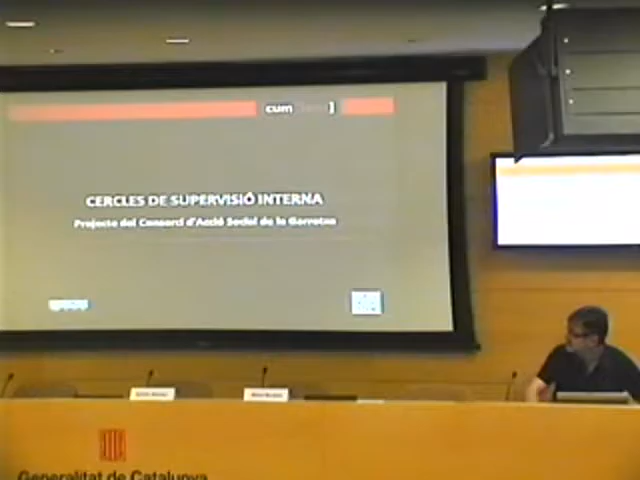 cum ]
CERCLES DE SUPERVISIÓ INTERNA
Projecte del Consorci d'Acció Social de la Garrotxa
Generalitat de Catalunya